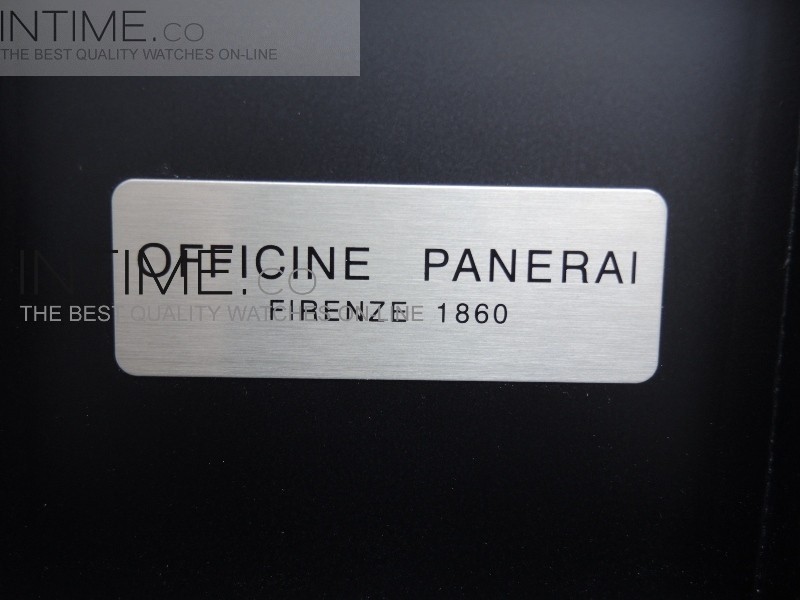 INTIME.co
THE BEST QUALITY WATCHES ON-LINE
OFFICINE PANERAI
INTIME.co
FIRENZE 1860
THE BEST QUALITY WATCHES ON-LINE